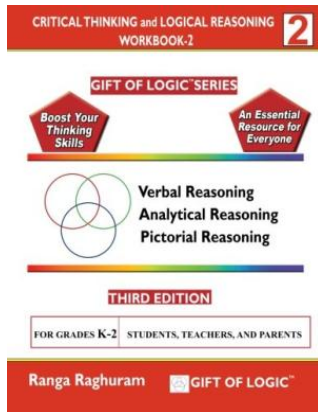 CRITICAL THINKING and LOGICAL REASONING
WORKBOOK-2
2
GIFT OF LOGIC™SERIES
Boost Your
Thinking
Skills
An Essential
Resource for
Everyone
Verbal Reasoning
Analytical Reasoning
Pictorial Reasoning
THIRD EDITION
FOR GRADES K-2 STUDENTS, TEACHERS, AND PARENTS
Ranga Raghuram
GIFT OF LOGIC™